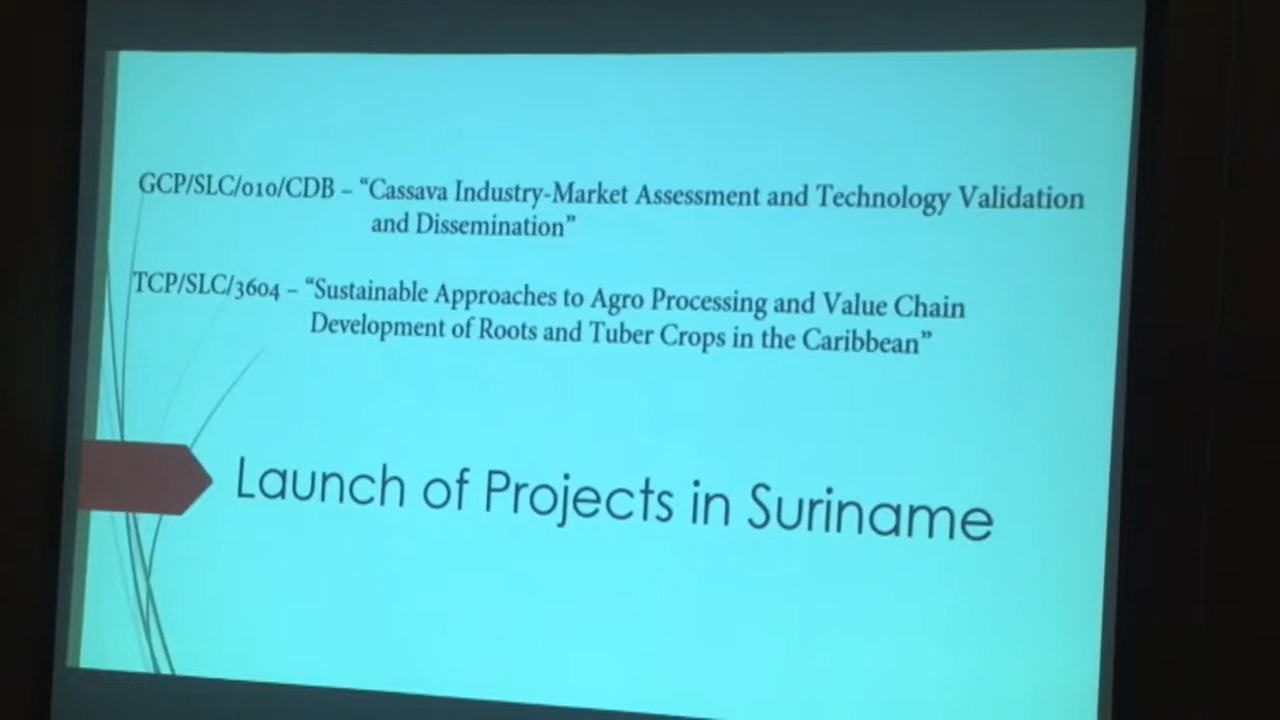 GCP/SLC/010/CDB – “Cassava Industry-Market Assessment and Technology Validation
and Dissemination”
TCP/SLC/3604 – “Sustainable Approaches to Agro Processing and Value Chain
Development of Roots and Tuber Crops in the Caribbean”
Launch of Projects in Suriname